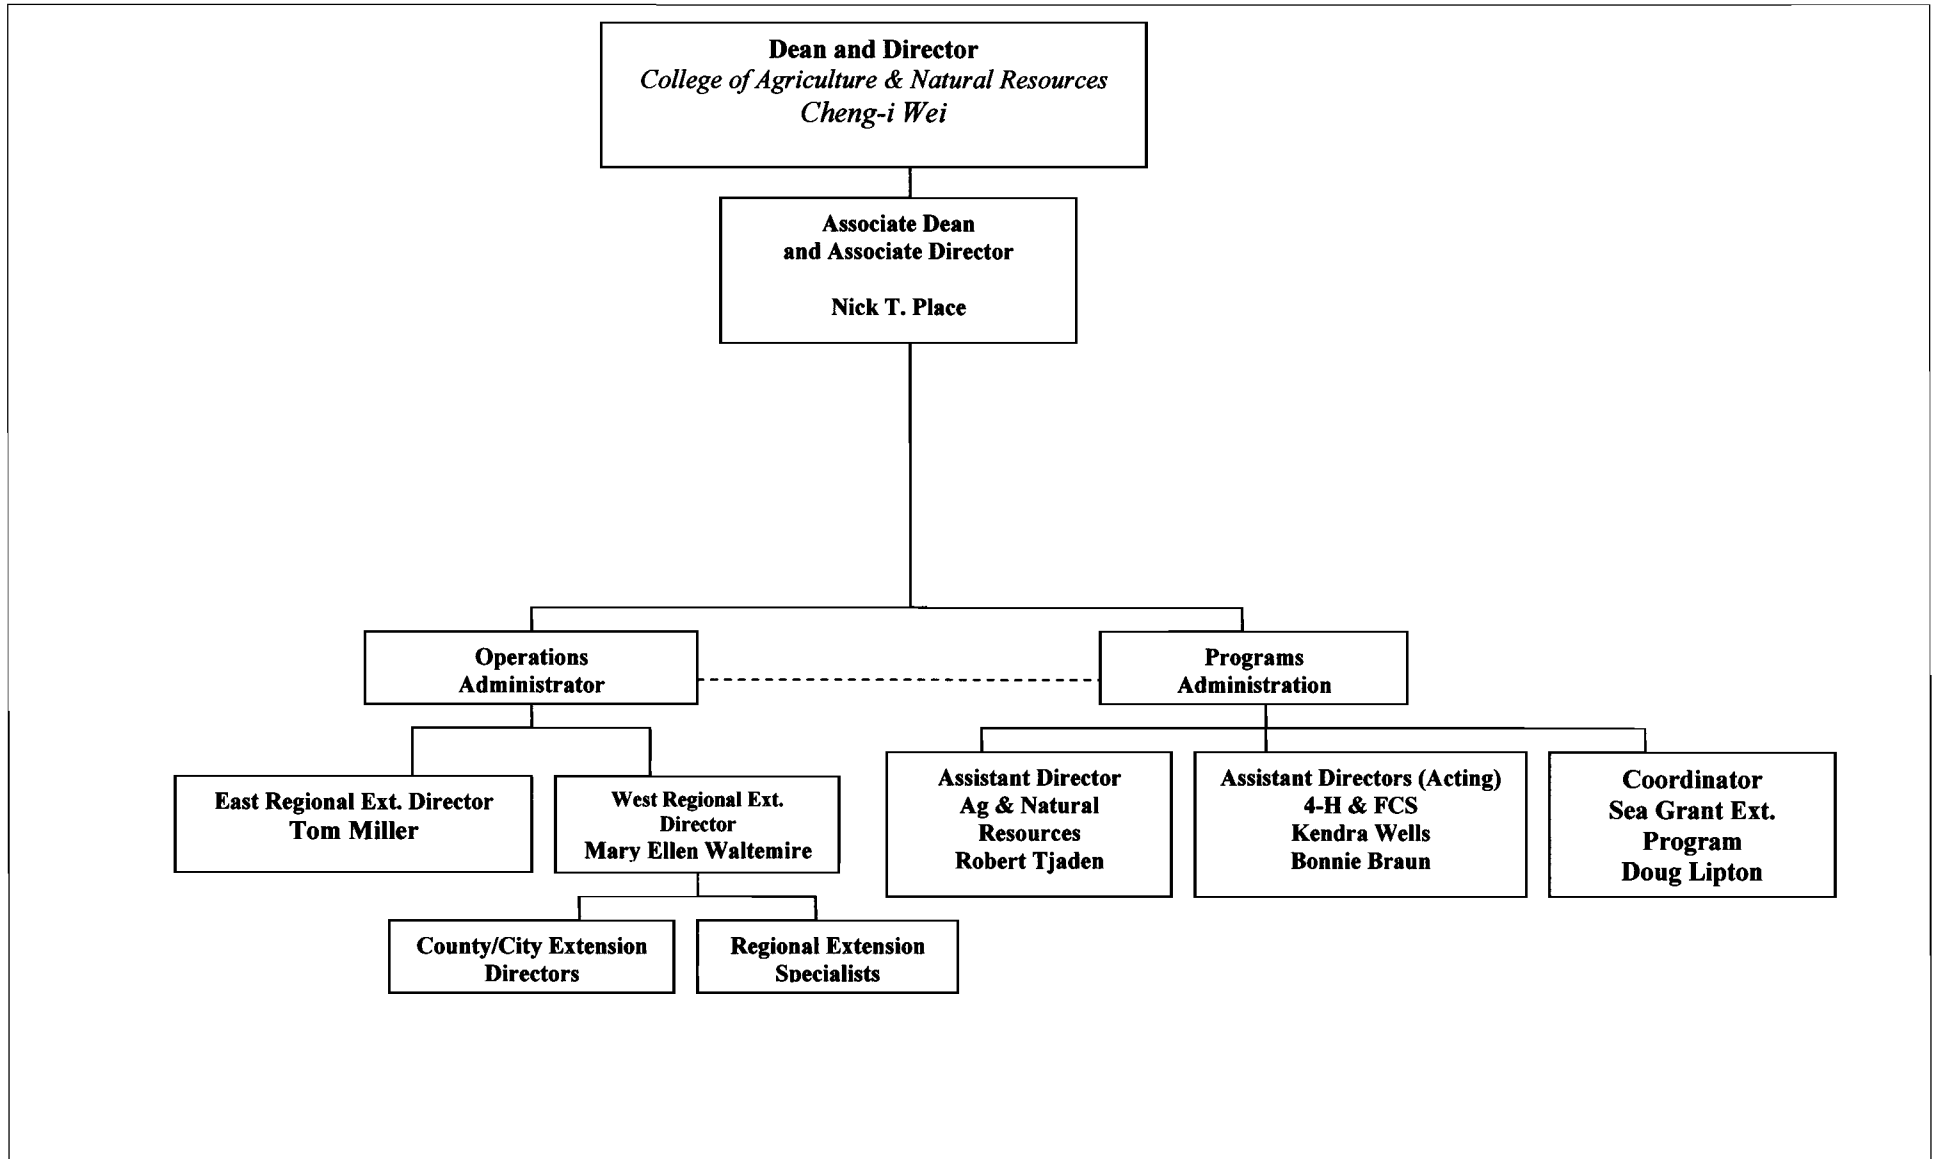 Dean and Director
College of Agriculture & Natural Resources
Cheng-i Wei
Associate Dean
and Associate Director
Nick T. Place
Operations
Administrator
Programs
Administration
East Regional Ext. Director
Tom Miller
West Regional Ext.
Director
Mary Ellen Waltemire
Assistant Director
Ag & Natural
Resources
Robert Tjaden
Assistant Directors (Acting)
4-H & FCS
Kendra Wells
Bonnie Braun
Coordinator
Sea Grant Ext.
Program
Doug Lipton
County/City Extension
Directors
Regional Extension
Specialists